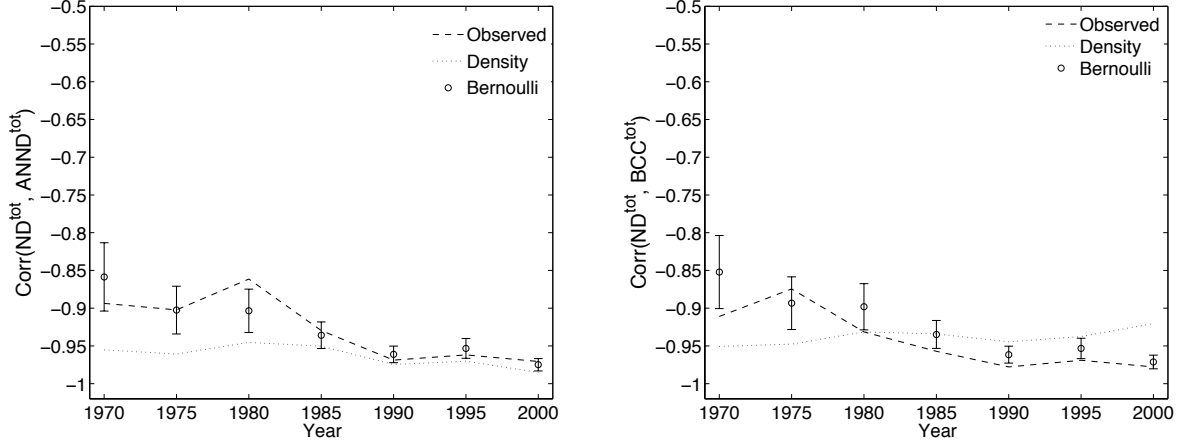 −0.5
−0.55
−0.6
−0.65
−0.7
−0.75
−0.8
−0.85
−0.9
−0.95
−1
Corr(ND^tot, ANND^tot)
Observed
Density
Bernoulli
1970 1975 1980 1985 1990 1995 2000
Year
−0.5
−0.55
−0.6
−0.65
−0.7
−0.75
−0.8
−0.85
−0.9
−0.95
−1
Corr(ND^tot, BCC^tot)
Observed
Density
Bernoulli
1970 1975 1980 1985 1990 1995 2000
Year